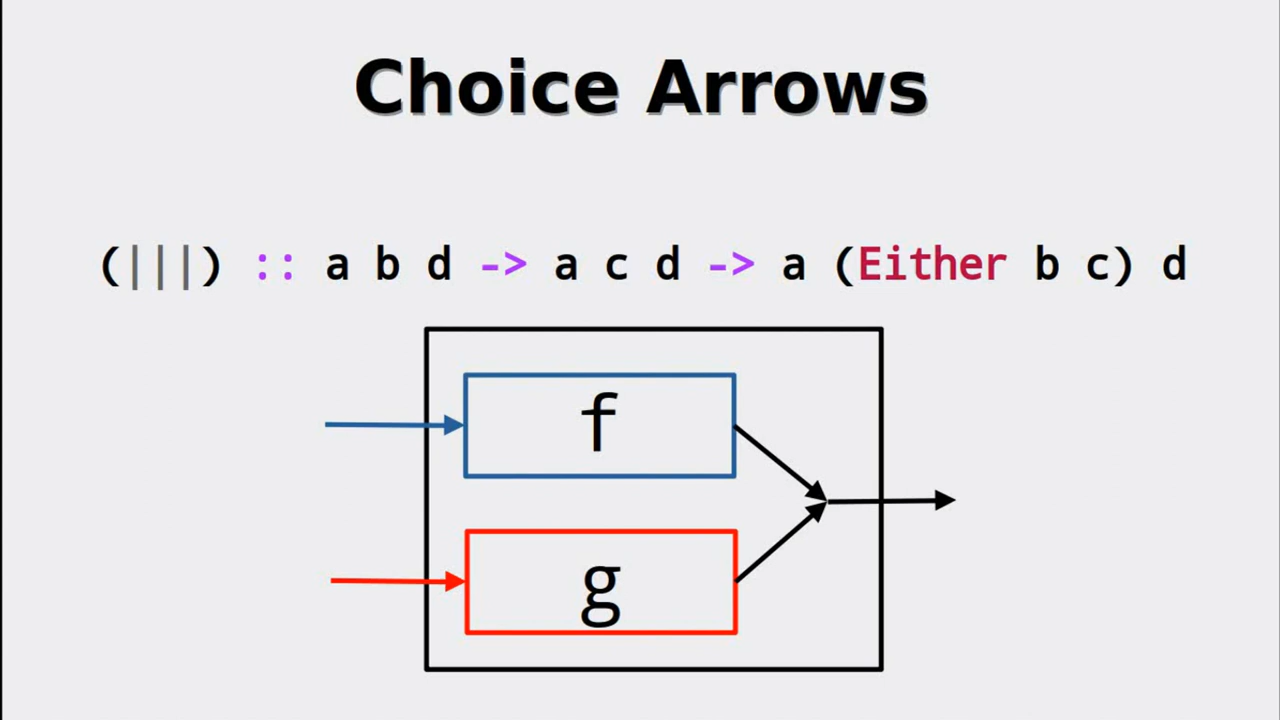 Choice Arrows
(|||) :: a b d -> a c d -> a (Either b c) d
f
g